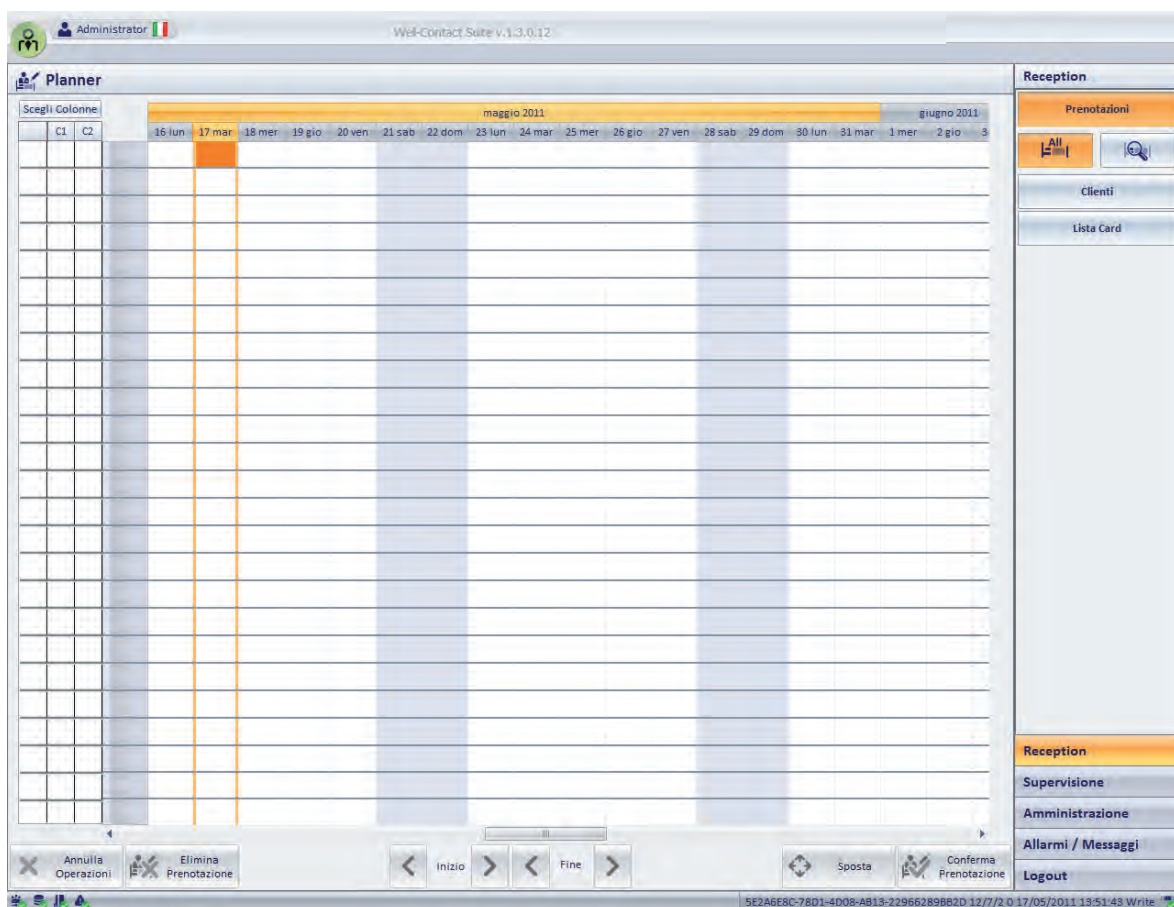 Administrator
Well-Contact Suite v.1.3.0.12
Planner
Reception
Scegli Colonne
maggio 2011
giugno 2011
C1 C2
16 lun 17 mar 18 mer 19 gio 20 ven 21 sab 22 dom 23 lun 24 mar 25 mer 26 gio 27 ven 28 sab 29 dom 30 lun 31 mar 1 mer 2 gio 3
Prenotazioni
All
Clienti
Lista Card
Reception
Supervisione
Amministrazione
Allarmi / Messaggi
Logout
Annulla
Operazioni
Elimina
Prenotazione
Inizio
Fine
Sposta
Conferma
Prenotazione
5E2A6E8C-78D1-4D08-AB13-22966289BB2D 12/7/2 0 17/05/2011 13:51:43 Write